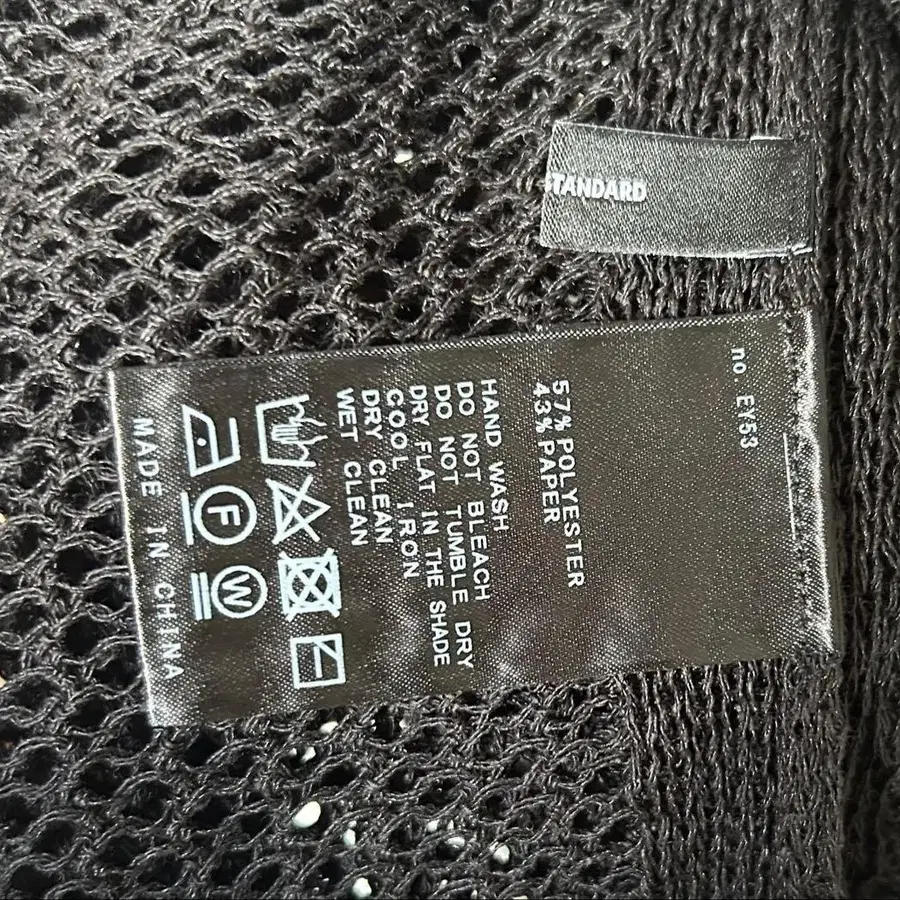 STANDARD
no. EY53
57% POLYESTER
43% PAPER
HAND WASH
DO NOT BLEACH
DO NOT TUMBLE DRY
DRY FLAT IN THE SHADE
COOL IRON
DRY CLEAN
WET CLEAN
F
W
MADE IN CHINA